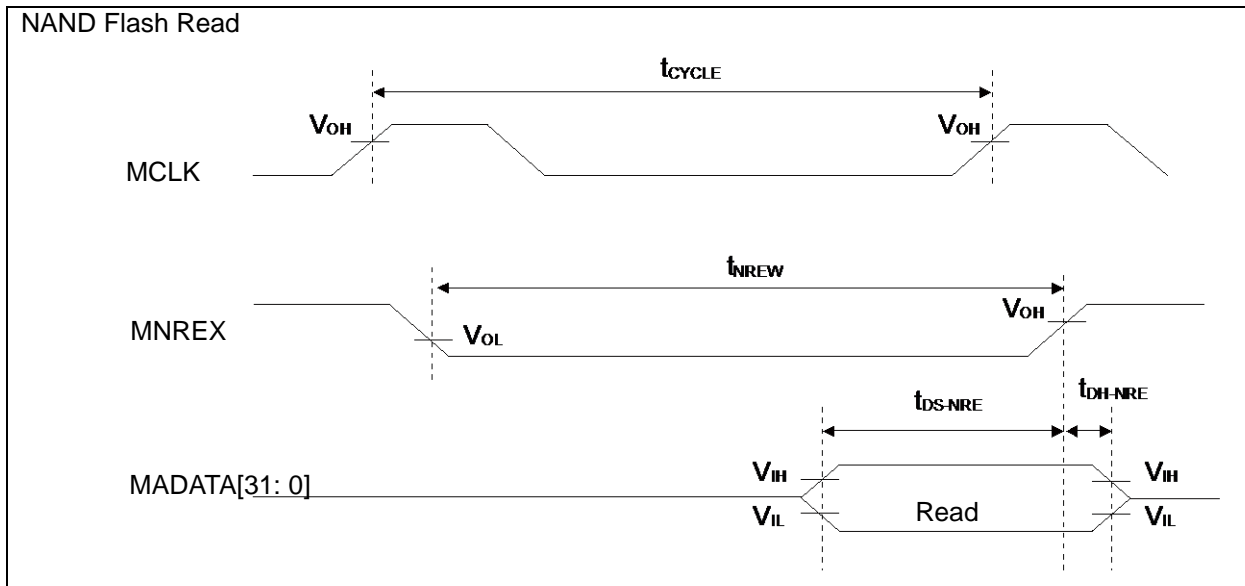 NAND Flash Read
tCYCLE
VOH
VOH
MCLK
tNREW
VOH
MNREX
VOL
tDS-NRE
tDH-NRE
VIH
VIH
MADATA[31: 0]
VIL
Read
VIL